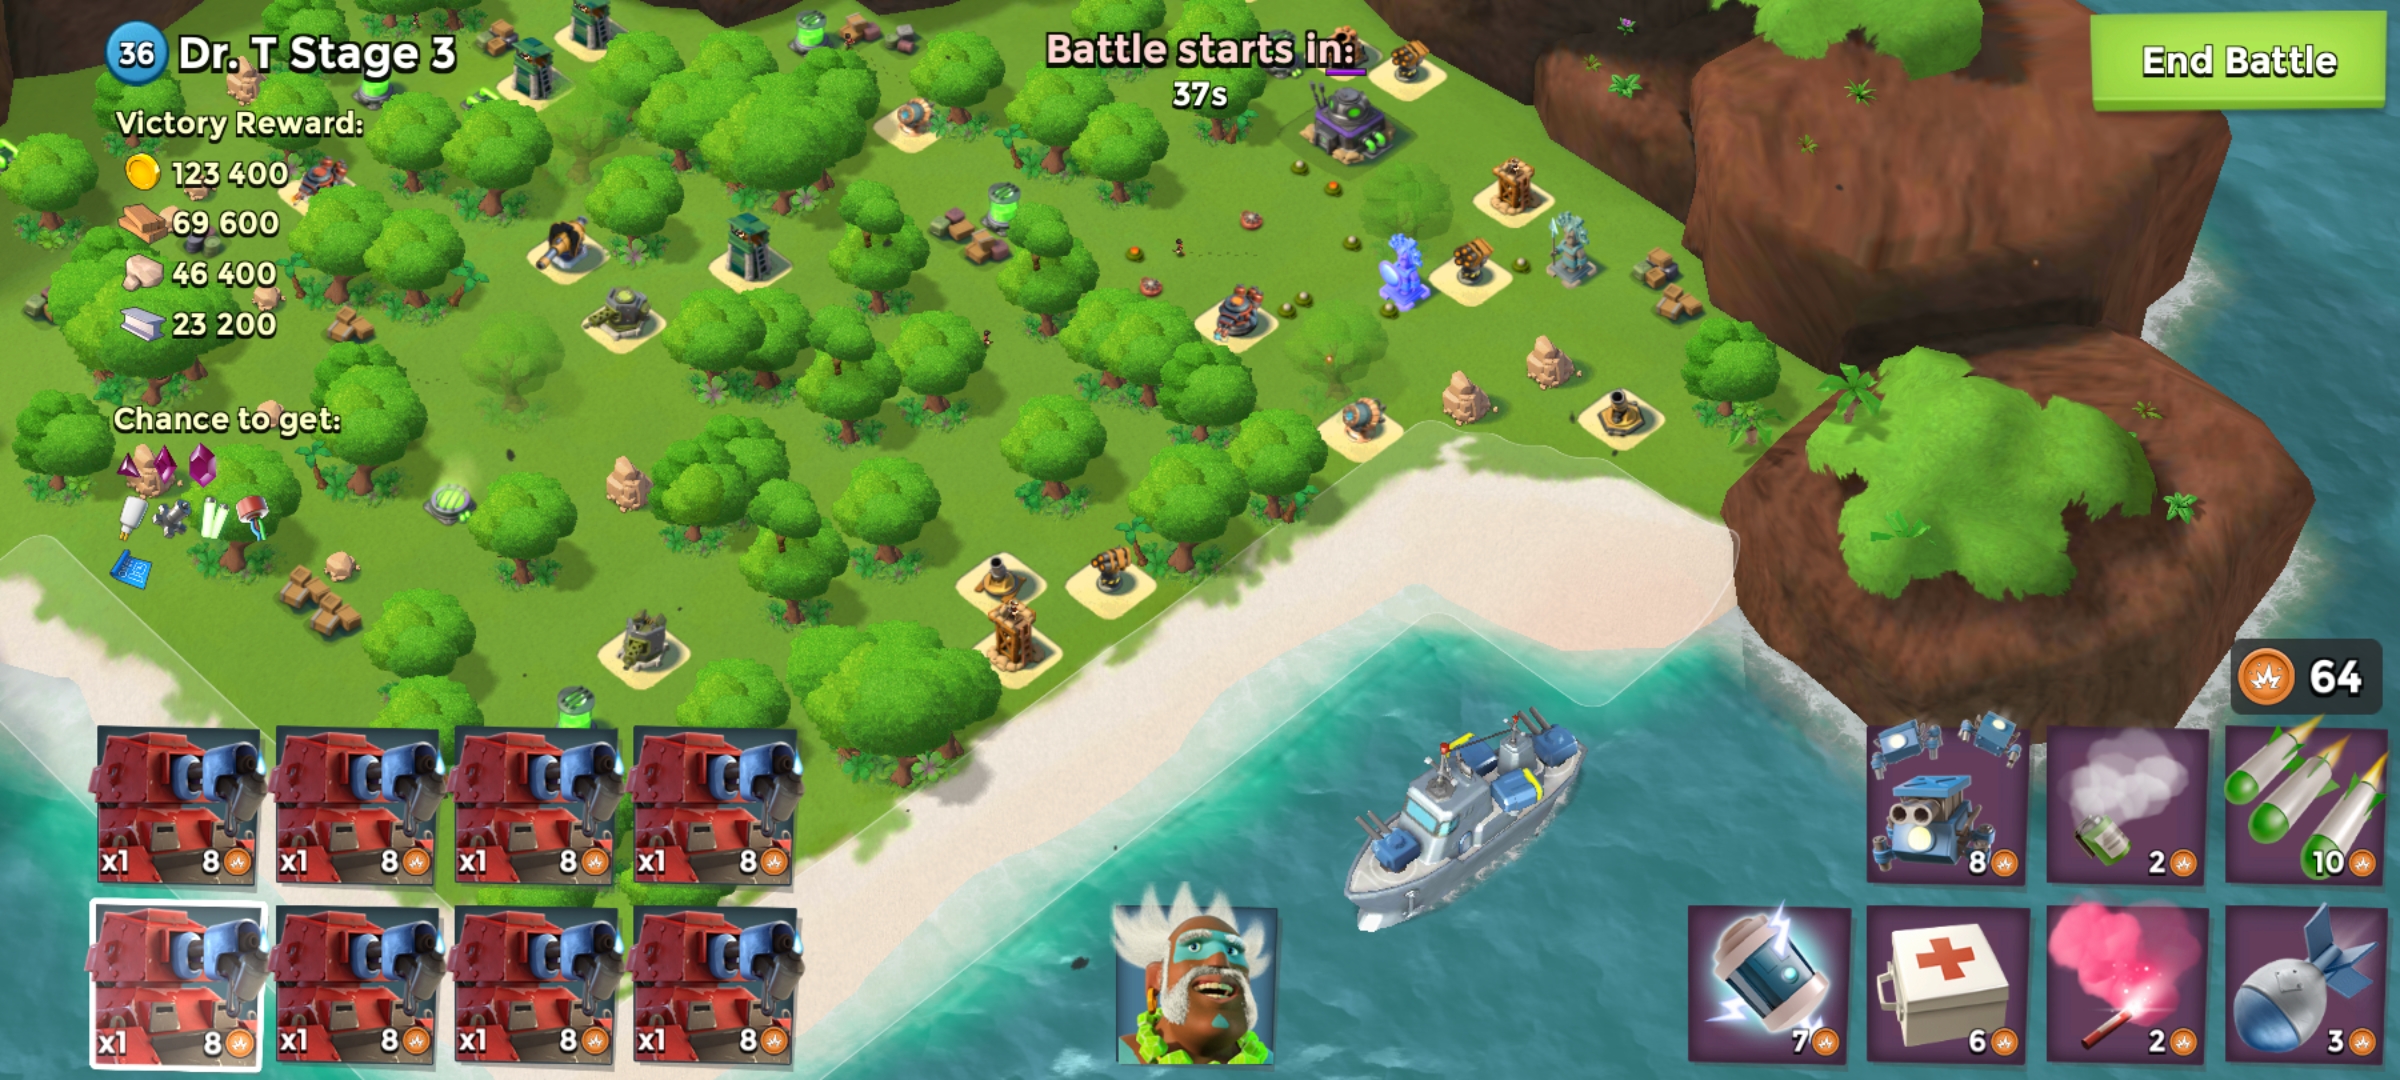 36 Dr. T Stage 3
Battle starts in:
37s
End Battle
Victory Reward:
123 400
69 600
46 400
23 200
Chance to get:
64
x1 8
x1 8
x1 8
x1 8
8
2
10
x1 8
x1 8
x1 8
x1 8
7
6
2
3